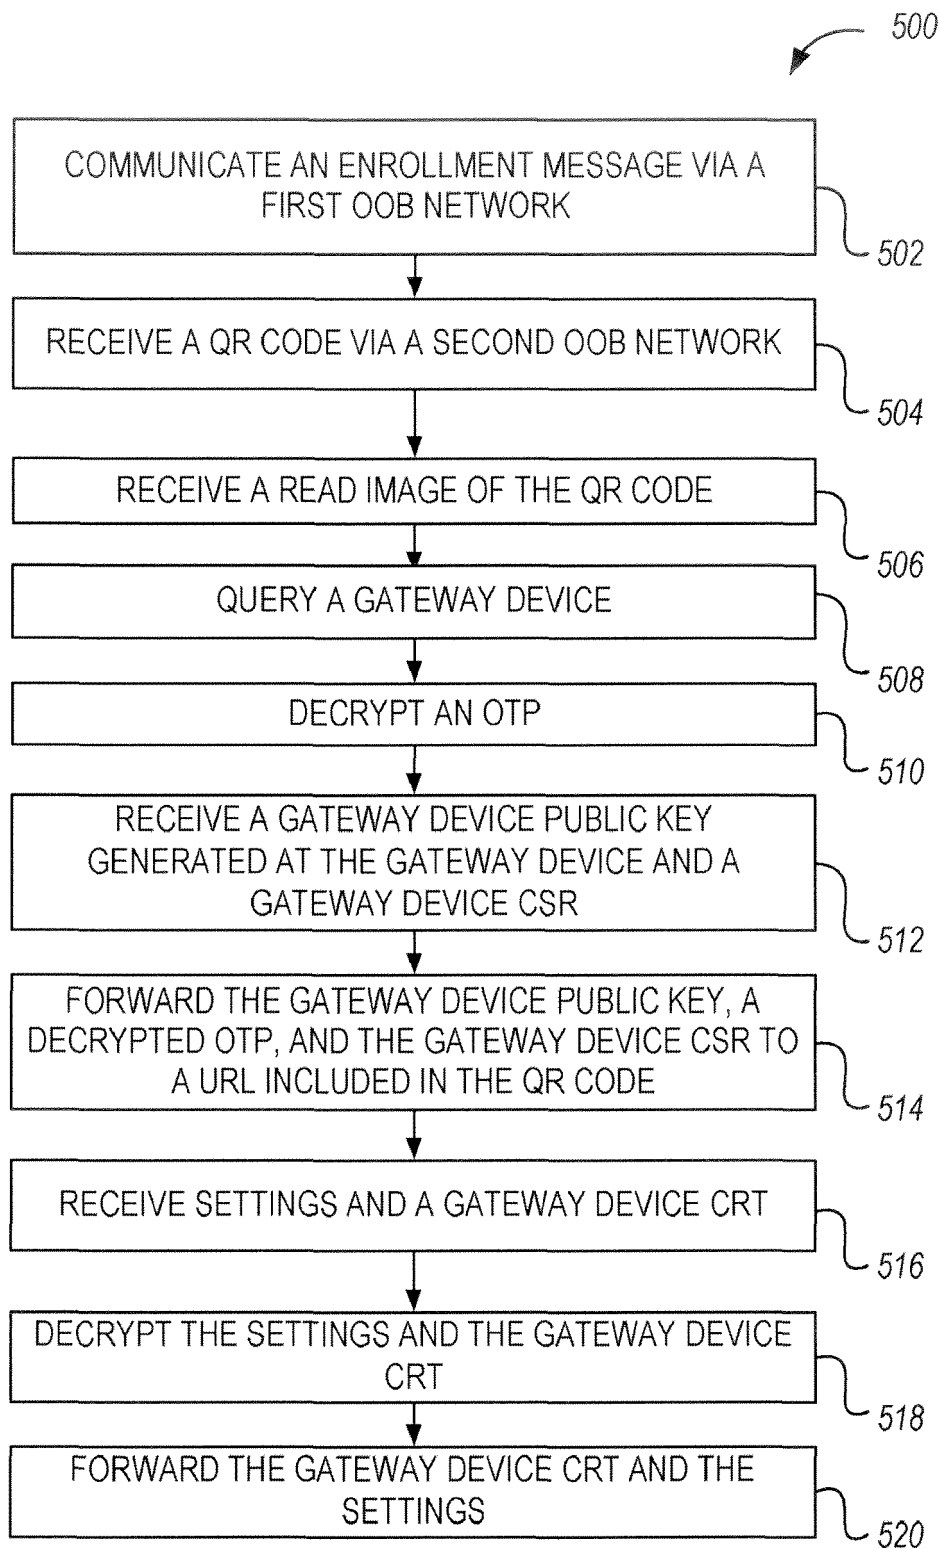 500
COMMUNICATE AN ENROLLMENT MESSAGE VIA A
FIRST OOB NETWORK
502
RECEIVE A QR CODE VIA A SECOND OOB NETWORK
504
RECEIVE A READ IMAGE OF THE QR CODE
506
QUERY A GATEWAY DEVICE
508
DECRYPT AN OTP
510
RECEIVE A GATEWAY DEVICE PUBLIC KEY
GENERATED AT THE GATEWAY DEVICE AND A
GATEWAY DEVICE CSR
512
FORWARD THE GATEWAY DEVICE PUBLIC KEY, A
DECRYPTED OTP, AND THE GATEWAY DEVICE CSR TO
A URL INCLUDED IN THE QR CODE
514
RECEIVE SETTINGS AND A GATEWAY DEVICE CRT
516
DECRYPT THE SETTINGS AND THE GATEWAY DEVICE
CRT
518
FORWARD THE GATEWAY DEVICE CRT AND THE
SETTINGS
520